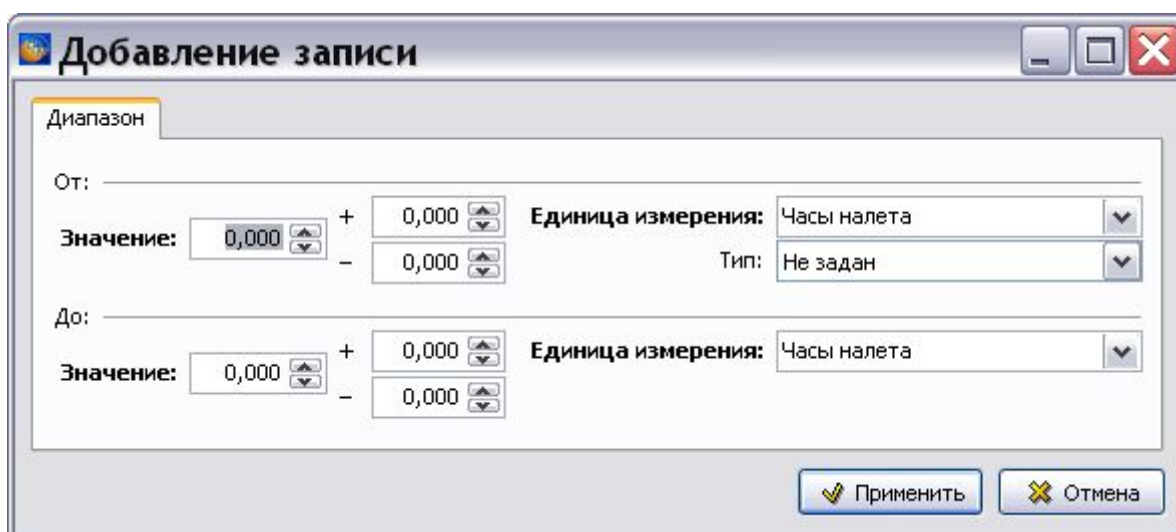 Добавление записи
Диапазон
От:
Значение: 0,000 + 0,000 Единица измерения: Часы налета
– 0,000 Тип: Не задан
До:
Значение: 0,000 + 0,000 Единица измерения: Часы налета
– 0,000
Применить Отмена